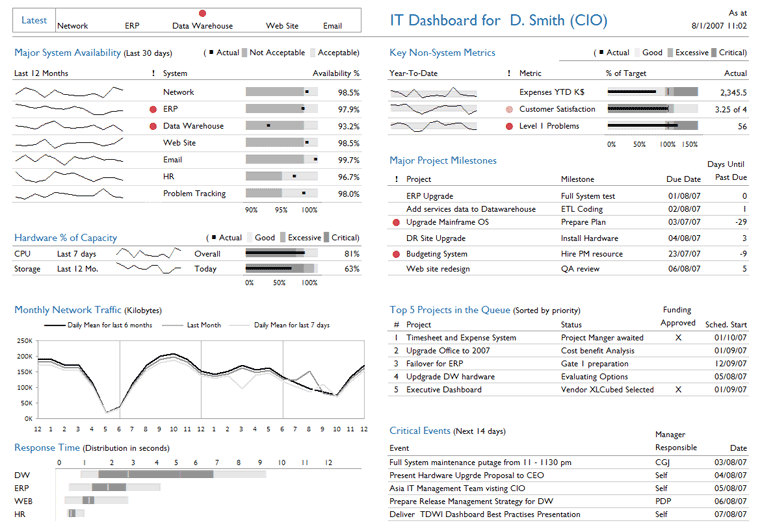 Latest Network ERP Data Warehouse Web Site Email
IT Dashboard for D. Smith (CIO)
As at
8/1/2007 11:02
Major System Availability (Last 30 days) ( Actual Not Acceptable Acceptable)
Last 12 Months ! System Availability %
Network 98.5%
ERP 97.9%
Data Warehouse 93.2%
Web Site 98.5%
Email 99.7%
HR 96.7%
Problem Tracking 98.0%
90% 95% 100%
Hardware % of Capacity ( Actual Good Excessive Critical)
CPU Last 7 days Overall 81%
Storage Last 12 Mo. Today 63%
0% 50% 100%
Monthly Network Traffic (Kilobytes)
Daily Mean for last 6 months Last Month Daily Mean for last 7 days
250K
200K
150K
100K
50K
0K
12 1 2 3 4 5 6 7 8 9 10 11 12 1 2 3 4 5 6 7 8 9 10 11 12
Response Time (Distribution in seconds)
0 1 2 3 4 5 6 7 8 9 10 11 12
DW
ERP
WEB
HR
Key Non-System Metrics ( Actual Good Excessive Critical)
Year-To-Date ! Metric % of Target Actual
Expenses YTD K$ 2,345.5
Customer Satisfaction 3.25 of 4
Level 1 Problems 56
0% 50% 100% 150%
Major Project Milestones
Days Until
! Project Milestone Due Date Past Due
ERP Upgrade Full System test 01/08/07 0
Add services data to Datawarehouse ETL Coding 02/08/07 1
Upgrade Mainframe OS Prepare Plan 03/07/07 -29
DR Site Upgrade Install Hardware 04/08/07 3
Budgeting System Hire PM resource 23/07/07 -9
Web site redesign QA review 06/08/07 5
Top 5 Projects in the Queue (Sorted by priority)
Funding
# Project Status Approved Sched. Start
1 Timesheet and Expense System Project Manger awaited X 01/10/07
2 Upgrade Office to 2007 Cost benefit Analysis 01/09/07
3 Failover for ERP Gate 1 preparation 12/09/07
4 Updgrade DW hardware Evaluating Options 05/08/07
5 Executive Dashboard Vendor XLCubed Selected X 01/09/07
Critical Events (Next 14 days)
Manager
Event Responsible Date
Full System maintenance putage from 11 - 1130 pm CGJ 03/08/07
Present Hardware Upgrde Proposal to CEO Self 04/08/07
Asia IT Management Team visting CIO Self 05/08/07
Prepare Release Management Strategy for DW PDP 06/08/07
Deliver TDWI Dashboard Best Practises Presentation Self 07/08/07